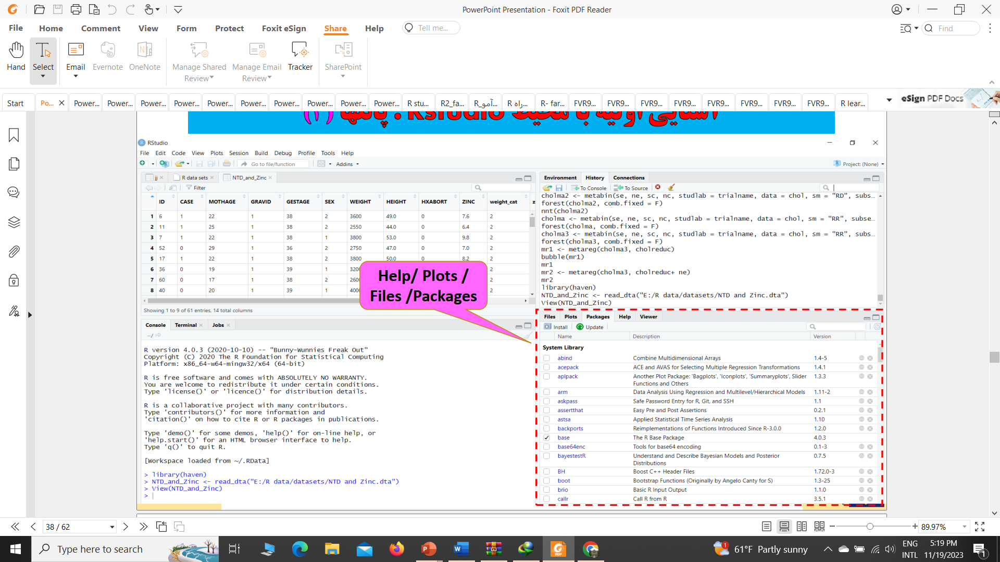 PowerPoint Presentation - Foxit PDF Reader
File Home Comment View Form Protect Foxit eSign Share Help Tell me... Find
Hand Select Email Evernote OneNote Manage Shared Review Manage Email Review Tracker SharePoint
Start Po... Power... Power... Power... Power... Power... Power... Power... Power... Power... Power... R stu... R2_fa... R_آمو... R راه... R- far... FVR9... FVR9... FVR9... FVR9... FVR9... FVR9... FVR9... FVR9... R lear... eSign PDF Docs
آشنایی اولیه با محیط Rstudio : پانلها
RStudio
File Edit Code View Plots Session Build Debug Profile Tools Help
Go to file/function Addins Project: (None)
jj R data sets NTD_and_Zinc
Filter
ID CASE MOTHAGE GRAVID GESTAGE SEX WEIGHT HEIGHT HXABORT ZINC weight_cat z
1 6 1 22 1 38 2 3600 49.0 0 7.6 2
2 11 1 25 1 38 2 2550 44.0 0 6.4 2
3 7 1 22 1 38 1 3800 53.0 0 9.8 2
4 52 0 29 1 36 2 2750 47.0 0 7.0 2
5 17 1 22 1 38 2 3800 50.0 0 8.2 2
6 36 0 19 1 39 1 320 2
7 60 0 17 1 38 2 260 2
8 40 0 20 1 39 1 400 2
Showing 1 to 9 of 61 entries, 14 total columns
Help/ Plots /
Files /Packages
Environment History Connections
To Console To Source
cholma2 <- metabin(se, ne, sc, nc, studlab = trialname, data = chol, sm = "RD", subs...
forest(cholma2, comb.fixed = F)
nnt(cholma2)
cholma <- metabin(se, ne, sc, nc, studlab = trialname, data = chol, sm = "RR", subse...
forest(cholma, comb.fixed = F)
cholma3 <- metabin(se, ne, sc, nc, studlab = trialname, data = chol, sm = "RR", subs...
forest(cholma3, comb.fixed = F)
mr1 <- metareg(cholma3, cholreduc)
bubble(mr1)
mr1
mr2 <- metareg(cholma3, cholreduc+ ne)
mr2
library(haven)
NTD_and_Zinc <- read_dta("E:/R data/datasets/NTD and Zinc.dta")
View(NTD_and_Zinc)
Console Terminal Jobs
~/
R version 4.0.3 (2020-10-10) -- "Bunny-Wunnies Freak Out"
Copyright (C) 2020 The R Foundation for Statistical Computing
Platform: x86_64-w64-mingw32/x64 (64-bit)
R is free software and comes with ABSOLUTELY NO WARRANTY.
You are welcome to redistribute it under certain conditions.
Type 'license()' or 'licence()' for distribution details.
R is a collaborative project with many contributors.
Type 'contributors()' for more information and
'citation()' on how to cite R or R packages in publications.
Type 'demo()' for some demos, 'help()' for on-line help, or
'help.start()' for an HTML browser interface to help.
Type 'q()' to quit R.
[Workspace loaded from ~/.RData]
> library(haven)
> NTD_and_Zinc <- read_dta("E:/R data/datasets/NTD and Zinc.dta")
> View(NTD_and_Zinc)
>
Files Plots Packages Help Viewer
Install Update
Name Description Version
System Library
abind Combine Multidimensional Arrays 1.4-5
acepack ACE and AVAS for Selecting Multiple Regression Transformations 1.4.1
aplpack Another Plot Package: 'Bagplots', 'Iconplots', 'Summaryplots', Slider Functions and Others 1.3.3
arm Data Analysis Using Regression and Multilevel/Hierarchical Models 1.11-2
askpass Safe Password Entry for R, Git, and SSH 1.1
assertthat Easy Pre and Post Assertions 0.2.1
astsa Applied Statistical Time Series Analysis 1.10
backports Reimplementations of Functions Introduced Since R-3.0.0 1.2.0
base The R Base Package 4.0.3
base64enc Tools for base64 encoding 0.1-3
bayestestR Understand and Describe Bayesian Models and Posterior Distributions 0.7.5
BH Boost C++ Header Files 1.72.0-3
boot Bootstrap Functions (Originally by Angelo Canty for S) 1.3-25
brio Basic R Input Output 1.1.0
callr Call R from R 3.5.1
38 / 62 89.97%
Type here to search 61°F Partly sunny ENG INTL 5:19 PM 11/19/2023